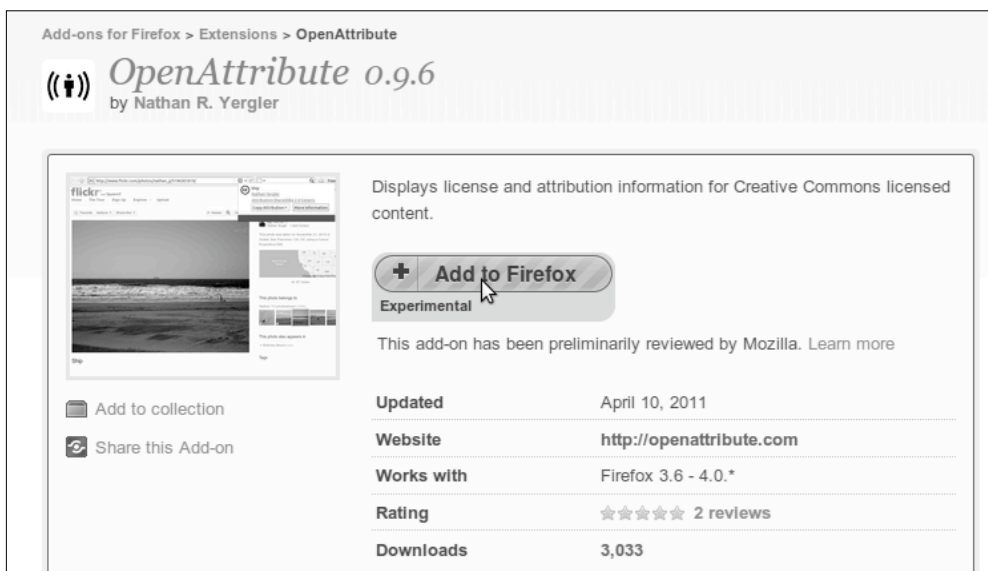 Add-ons for Firefox > Extensions > OpenAttribute
OpenAttribute 0.9.6
by Nathan R. Yergler
flickr
Ship
Displays license and attribution information for Creative Commons licensed
content.
Add to Firefox
Experimental
This add-on has been preliminarily reviewed by Mozilla. Learn more
Add to collection
Share this Add-on
Updated April 10, 2011
Website http://openattribute.com
Works with Firefox 3.6 - 4.0.*
Rating 2 reviews
Downloads 3,033